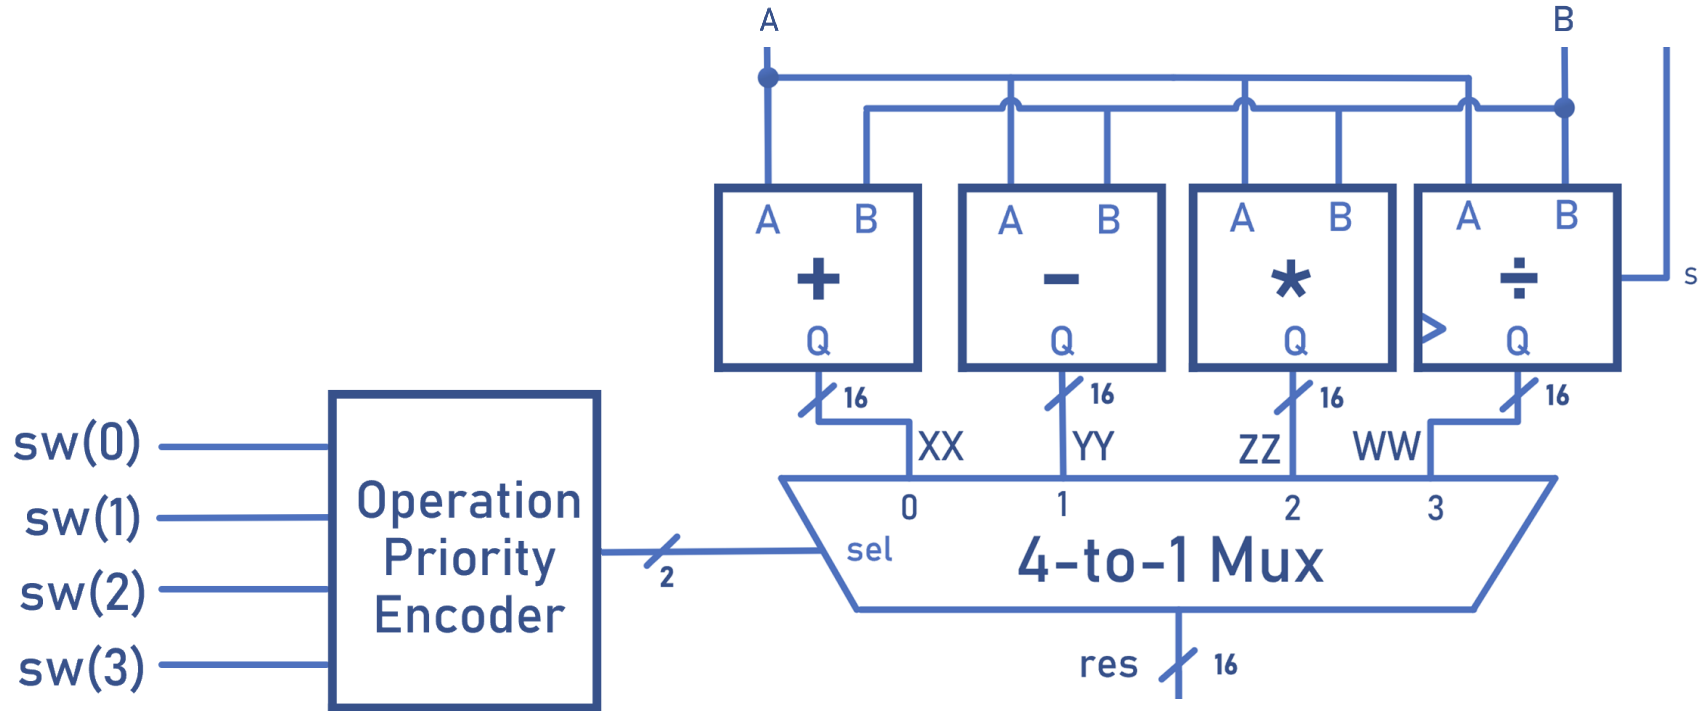 A
B
A B
A B
A B
A B
+
-
*
÷
s
Q
Q
Q
Q
16
16
16
16
XX
YY
ZZ
WW
sw(0)
sw(1)
sw(2)
sw(3)
Operation
Priority
Encoder
2
0
1
2
3
sel
4-to-1 Mux
res
16